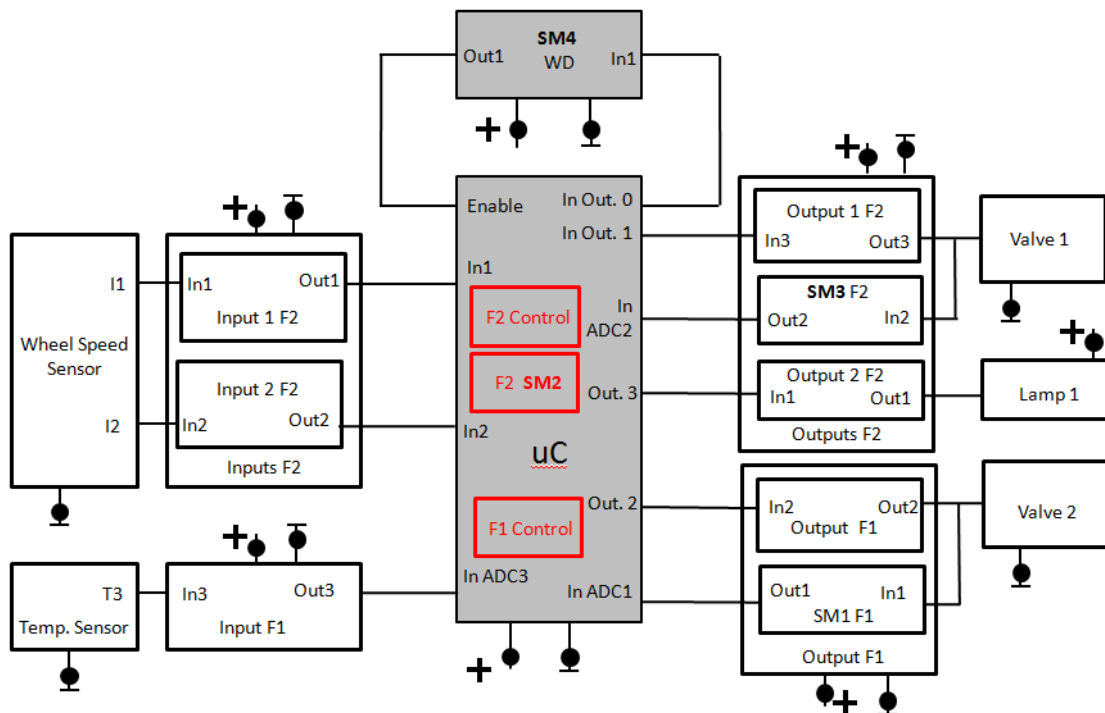 SM4
Out1
WD
In1
Enable
In Out. 0
In Out. 1
In1
F2 Control
In
ADC2
F2 SM2
Out. 3
In2
uC
Out. 2
F1 Control
In ADC3
In ADC1
I1
Wheel Speed
Sensor
I2
In1
Out1
Input 1 F2
Input 2 F2
In2
Out2
Inputs F2
T3
Temp. Sensor
In3
Out3
Input F1
Output 1 F2
In3
Out3
SM3 F2
Out2
In2
Output 2 F2
In1
Out1
Outputs F2
Valve 1
Lamp 1
In2
Out2
Output F1
Out1
In1
SM1 F1
Output F1
Valve 2